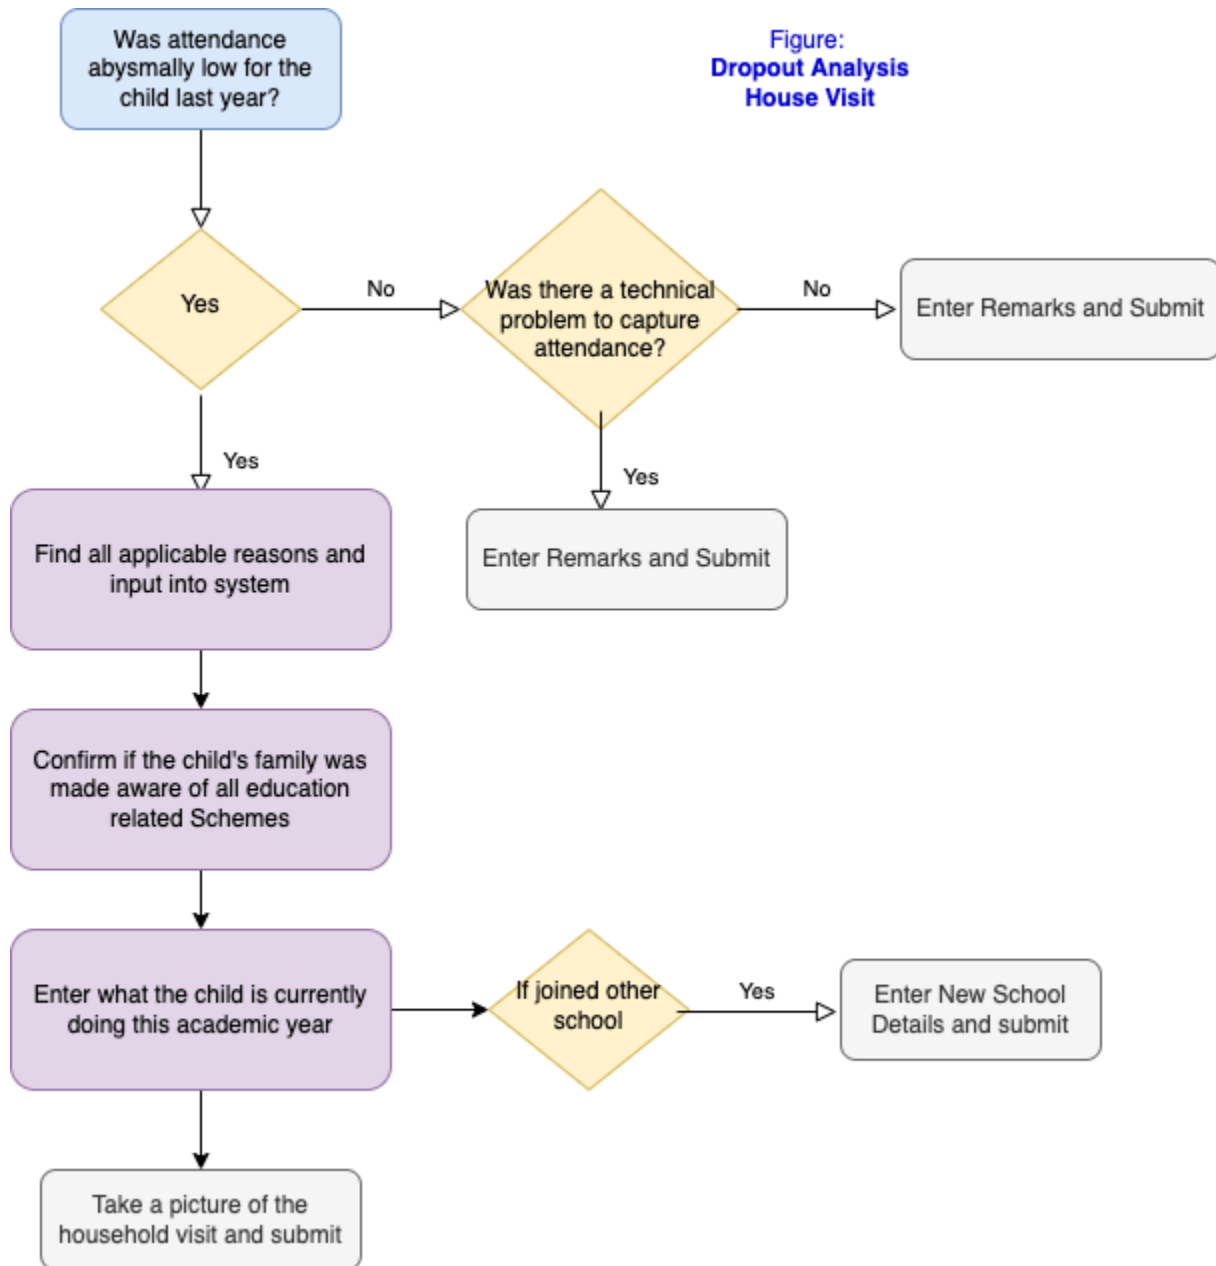 Was attendance
abysmally low for the
child last year?
Figure:
Dropout Analysis
House Visit
Yes
No
Was there a technical
problem to capture
attendance?
No
Enter Remarks and Submit
Yes
Yes
Enter Remarks and Submit
Find all applicable reasons and
input into system
Confirm if the child's family was
made aware of all education
related Schemes
Enter what the child is currently
doing this academic year
If joined other
school
Yes
Enter New School
Details and submit
Take a picture of the
household visit and submit